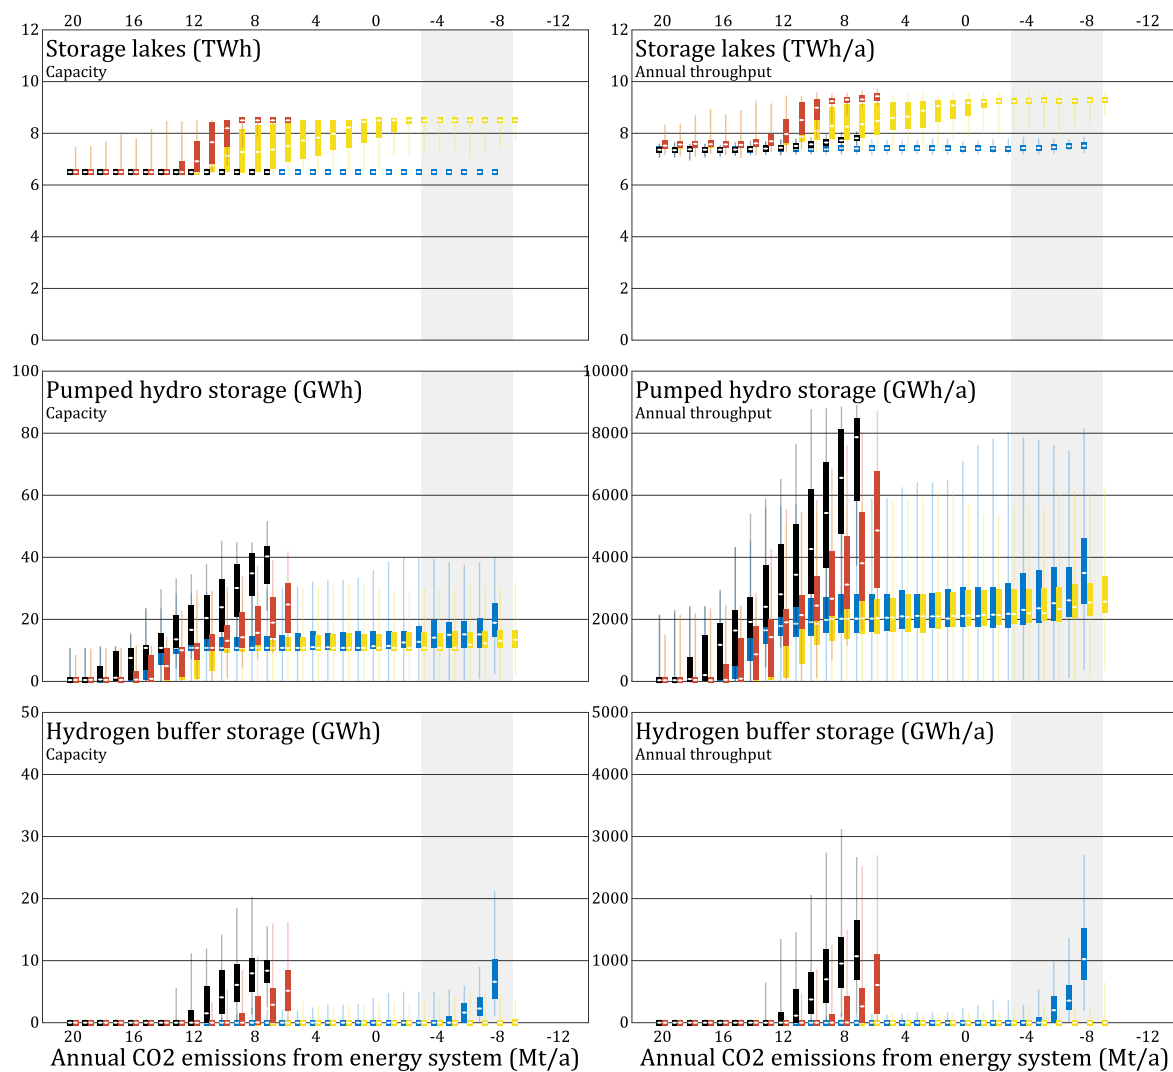 20 16 12 8 4 0 -4 -8 -12 20 16 12 8 4 0 -4 -8 -12
12 12
Storage lakes (TWh) Storage lakes (TWh/a)
Capacity Annual throughput
10 10
8 8
6 6
4 4
2 2
0 0
100 10000
Pumped hydro storage (GWh) Pumped hydro storage (GWh/a)
Capacity Annual throughput
80 8000
60 6000
40 4000
20 2000
0 0
50 5000
Hydrogen buffer storage (GWh) Hydrogen buffer storage (GWh/a)
Capacity Annual throughput
40 4000
30 3000
20 2000
10 1000
0 0
20 16 12 8 4 0 -4 -8 -12 20 16 12 8 4 0 -4 -8 -12
Annual CO2 emissions from energy system (Mt/a) Annual CO2 emissions from energy system (Mt/a)